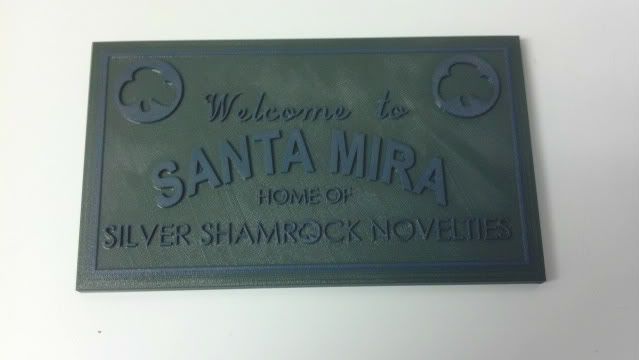 Welcome to
SANTA MIRA
HOME OF
SILVER SHAMROCK NOVELTIES